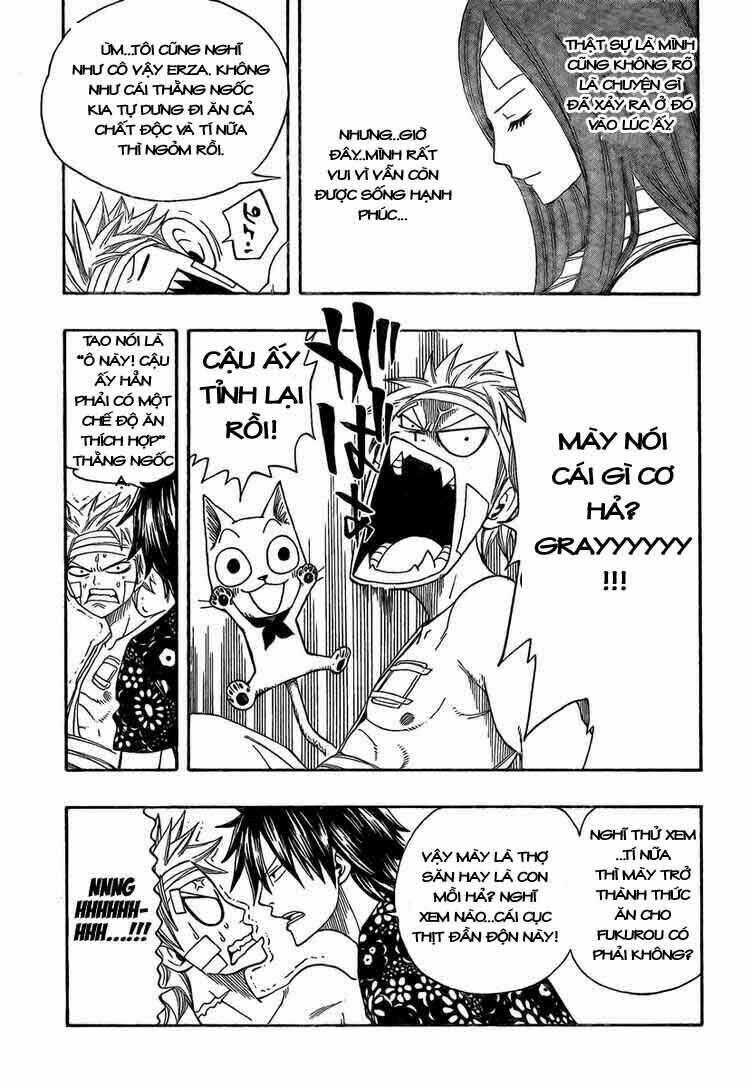 THẬT SỰ LÀ MÌNH
CŨNG KHÔNG RÕ
LÀ CHUYỆN GÌ
ĐÃ XẢY RA Ở ĐÓ
VÀO LÚC ẤY.
NHƯNG...GIỜ
ĐÂY...MÌNH RẤT
VUI VÌ VẪN CÒN
ĐƯỢC SỐNG HẠNH
PHÚC...
ỪM...TÔI CŨNG NGHĨ
NHƯ CÔ VẬY ERZA. KHÔNG
NHƯ CÁI THẰNG NGỐC
KIA TỰ DƯNG ĐI ĂN CẢ
CHẤT ĐỘC VÀ TÍ NỮA
THÌ NGỎM RỒI.
MÀY NÓI
CÁI GÌ CƠ
HẢ?
GRAYYYYYY
!!!
CẬU ẤY
TỈNH LẠI
RỒI!
TAO NÓI LÀ
"Ô NÀY! CẬU
ẤY HẲN
PHẢI CÓ MỘT
CHẾ ĐỘ ĂN
THÍCH HỢP"
THẰNG NGỐC
Ạ
NGHĨ THỬ XEM
...TÍ NỮA
THÌ MÀY TRỞ
THÀNH THỨC
ĂN CHO
FUKUROU CÓ
PHẢI KHÔNG?
VẬY MÀY LÀ THỢ
SĂN HAY LÀ CON
MỒI HẢ? NGHĨ
XEM NÀO...CÁI CỤC
THỊT ĐẦN ĐỘN NÀY!
NNNG
HHHHHH-
HHH...!!!